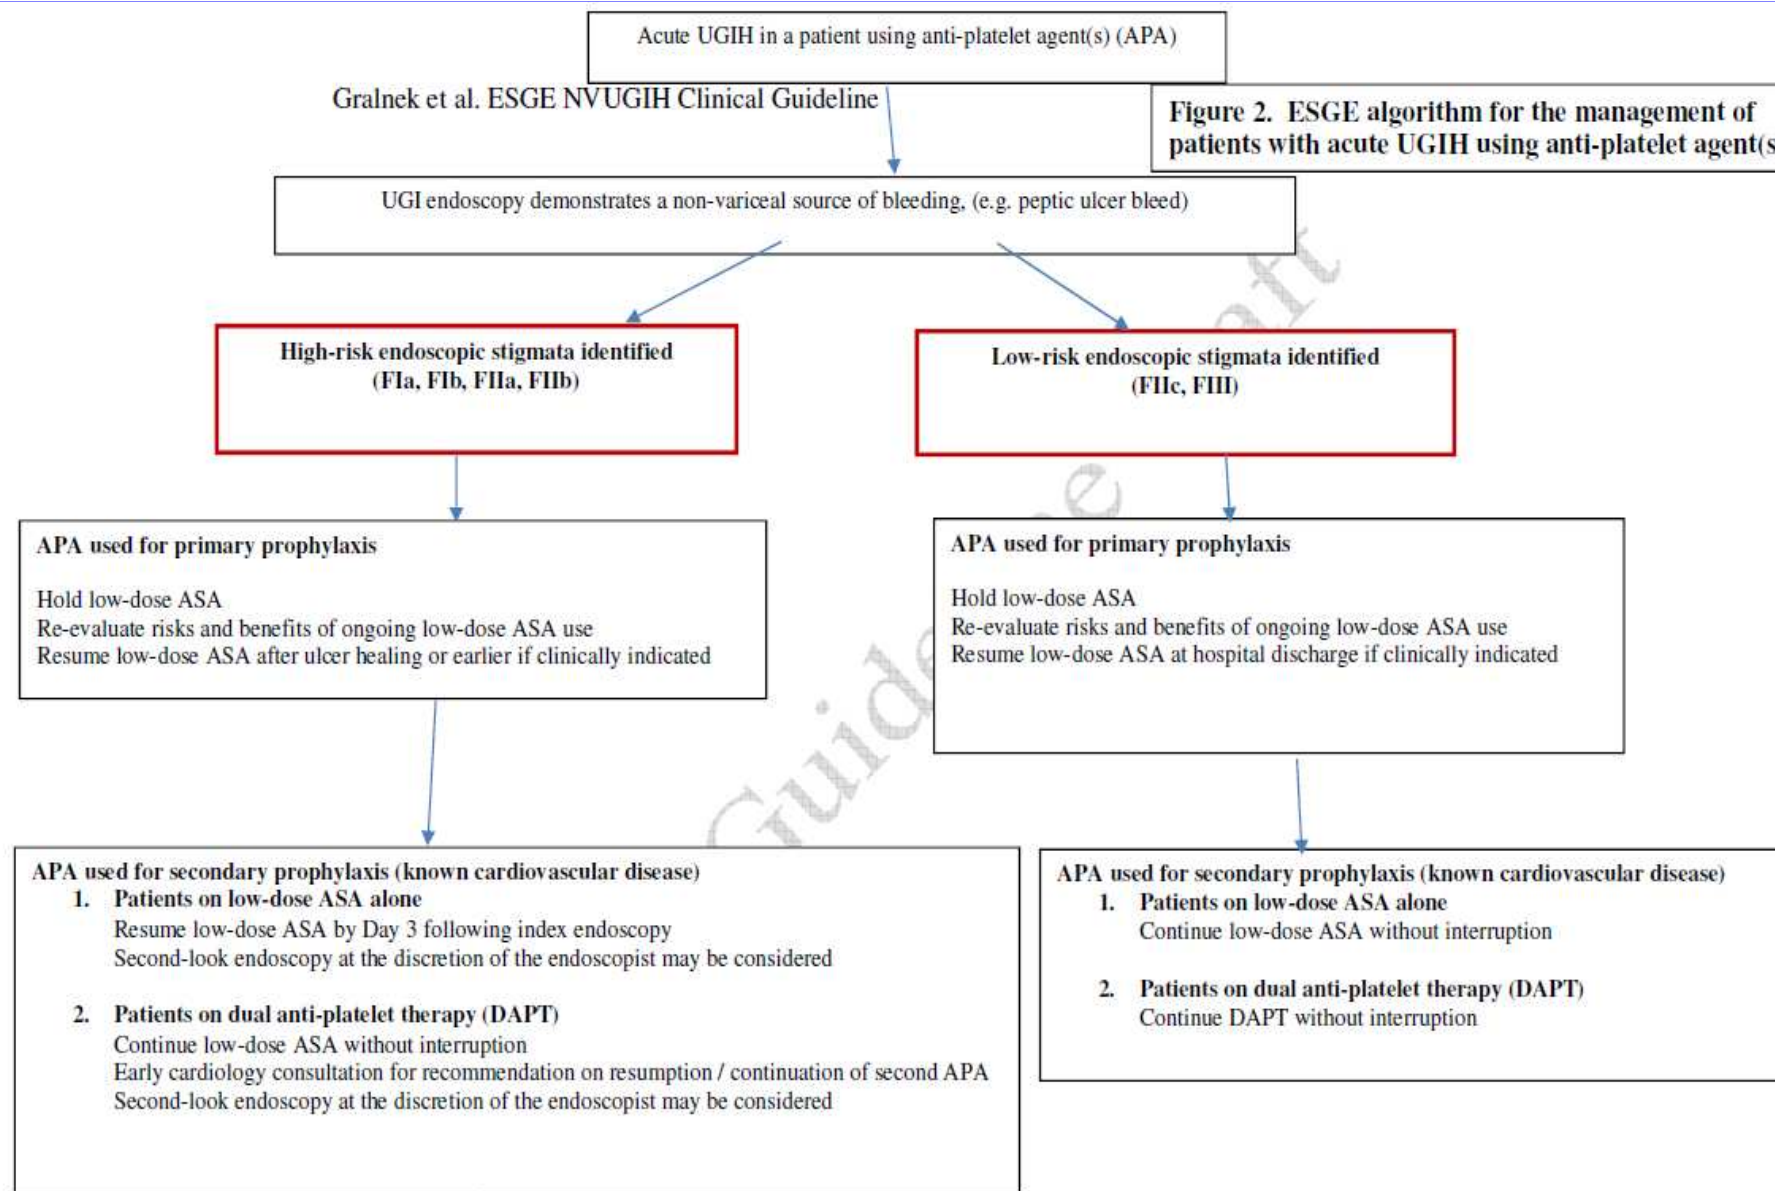 Acute UGIH in a patient using anti-platelet agent(s) (APA)
Gralnek et al. ESGE NVUGIH Clinical Guideline
Figure 2. ESGE algorithm for the management of
patients with acute UGIH using anti-platelet agent(s
UGI endoscopy demonstrates a non-variceal source of bleeding, (e.g. peptic ulcer bleed)
High-risk endoscopic stigmata identified
(FIa, FIb, FIIa, FIIb)
Low-risk endoscopic stigmata identified
(FIIc, FIII)
APA used for primary prophylaxis
Hold low-dose ASA
Re-evaluate risks and benefits of ongoing low-dose ASA use
Resume low-dose ASA after ulcer healing or earlier if clinically indicated
APA used for primary prophylaxis
Hold low-dose ASA
Re-evaluate risks and benefits of ongoing low-dose ASA use
Resume low-dose ASA at hospital discharge if clinically indicated
APA used for secondary prophylaxis (known cardiovascular disease)
1. Patients on low-dose ASA alone
Resume low-dose ASA by Day 3 following index endoscopy
Second-look endoscopy at the discretion of the endoscopist may be considered
2. Patients on dual anti-platelet therapy (DAPT)
Continue low-dose ASA without interruption
Early cardiology consultation for recommendation on resumption / continuation of second APA
Second-look endoscopy at the discretion of the endoscopist may be considered
APA used for secondary prophylaxis (known cardiovascular disease)
1. Patients on low-dose ASA alone
Continue low-dose ASA without interruption
2. Patients on dual anti-platelet therapy (DAPT)
Continue DAPT without interruption